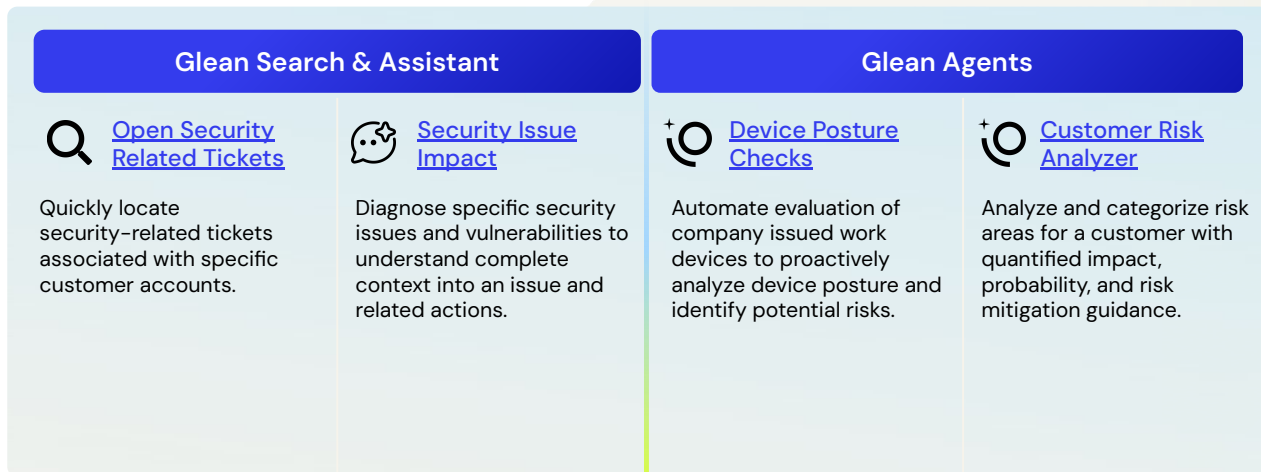 Glean Search & Assistant
Glean Agents
Open Security
Related Tickets
Quickly locate
security-related tickets
associated with specific
customer accounts.
Security Issue
Impact
Diagnose specific security
issues and vulnerabilities to
understand complete
context into an issue and
related actions.
Device Posture
Checks
Automate evaluation of
company issued work
devices to proactively
analyze device posture and
identify potential risks.
Customer Risk
Analyzer
Analyze and categorize risk
areas for a customer with
quantified impact,
probability, and risk
mitigation guidance.